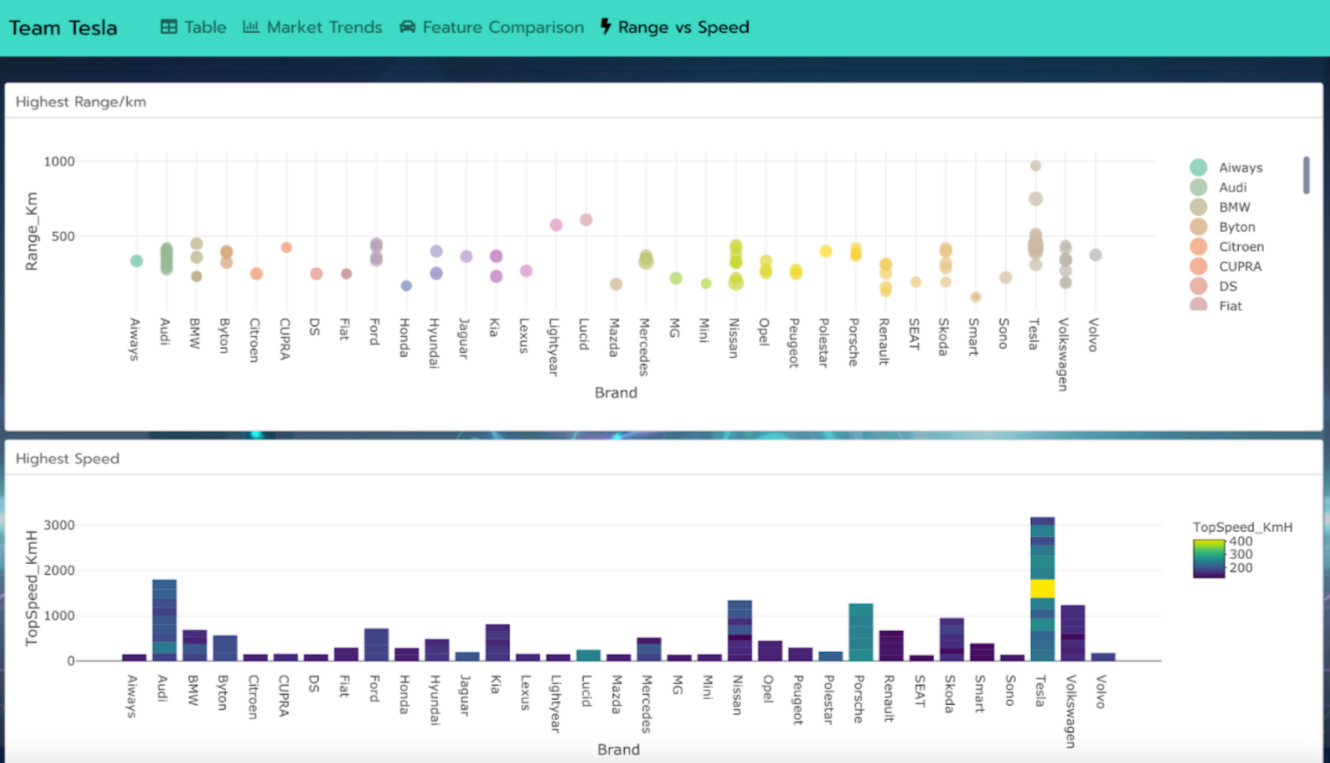 Team Tesla Table Market Trends Feature Comparison Range vs Speed
Highest Range/km
1000
500
Range_Km
Aiways Audi BMW Byton Citroen CUPRA DS Fiat Ford Honda Hyundai Jaguar Kia Lexus Lightyear Lucid Mazda Mercedes MG Mini Nissan Opel Peugeot Polestar Porsche Renault SEAT Skoda Smart Sono Tesla Volkswagen Volvo
Brand
Aiways
Audi
BMW
Byton
Citroen
CUPRA
DS
Fiat
Highest Speed
3000
2000
1000
0
TopSpeed_KmH
Aiways Audi BMW Byton Citroen CUPRA DS Fiat Ford Honda Hyundai Jaguar Kia Lexus Lightyear Lucid Mazda Mercedes MG Mini Nissan Opel Peugeot Polestar Porsche Renault SEAT Skoda Smart Sono Tesla Volkswagen Volvo
Brand
TopSpeed_KmH
400
300
200